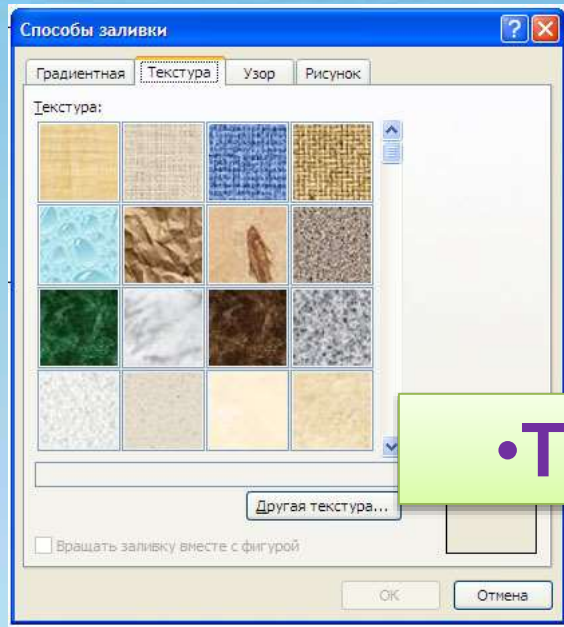 Способы заливки
Градиентная Текстура Узор Рисунок
Текстура:
•Т
Другая текстура...
Вращать заливку вместе с фигурой
ОК Отмена